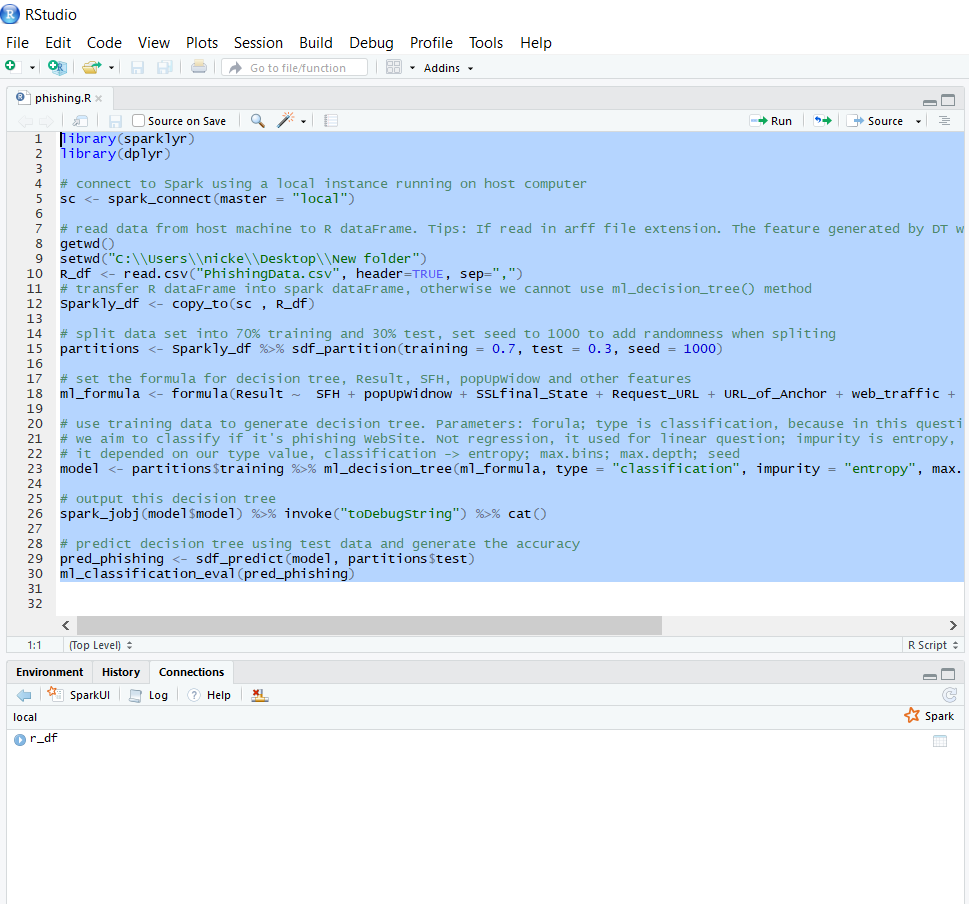 RStudio
File Edit Code View Plots Session Build Debug Profile Tools Help
Go to file/function Addins
phishing.R
Source on Save Run Source
1 library(sparklyr)
2 library(dplyr)
3
4 # connect to Spark using a local instance running on host computer
5 sc <- spark_connect(master = "local")
6
7 # read data from host machine to R dataFrame. Tips: If read in arff file extension. The feature generated by DT w
8 getwd()
9 setwd("C:\\Users\\nicke\\Desktop\\New folder")
10 R_df <- read.csv("PhishingData.csv", header=TRUE, sep=",")
11 # transfer R dataFrame into spark dataFrame, otherwise we cannot use ml_decision_tree() method
12 Sparkly_df <- copy_to(sc , R_df)
13
14 # split data set into 70% training and 30% test, set seed to 1000 to add randomness when spliting
15 partitions <- Sparkly_df %>% sdf_partition(training = 0.7, test = 0.3, seed = 1000)
16
17 # set the formula for decision tree, Result, SFH, popUpWidow and other features
18 ml_formula <- formula(Result ~  SFH + popUpWidnow + SSLfinal_State + Request_URL + URL_of_Anchor + web_traffic +
19
20 # use training data to generate decision tree. Parameters: forula; type is classification, because in this questi
21 # we aim to classify if it's phishing WebSite. Not regression, it used for linear question; impurity is entropy,
22 # it depended on our type value, classification -> entropy; max.bins; max.depth; seed
23 model <- partitions$training %>% ml_decision_tree(ml_formula, type = "classification", impurity = "entropy", max.
24
25 # output this decision tree
26 spark_jobj(model$model) %>% invoke("toDebugString") %>% cat()
27
28 # predict decision tree using test data and generate the accuracy
29 pred_phishing <- sdf_predict(model, partitions$test)
30 ml_classification_eval(pred_phishing)
31
32
1:1 (Top Level) R Script
Environment History Connections
SparkUI Log Help
local Spark
r_df